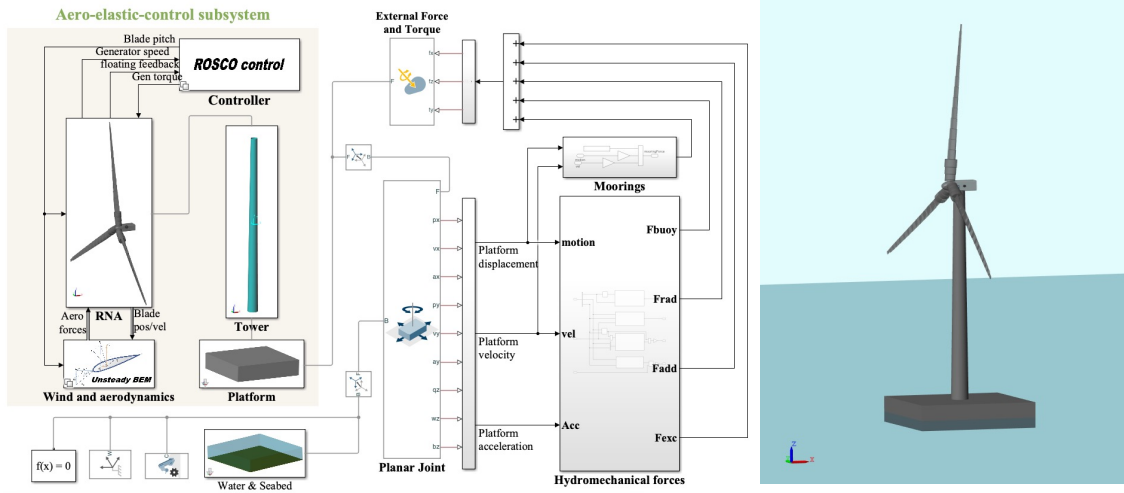 Aero-elastic-control subsystem
Blade pitch
Generator speed
floating feedback
Gen torque
ROSCO control
Controller
RNA
Aero
forces
Blade
pos/vel
Tower
Unsteady BEM
Wind and aerodynamics
Platform
f(x) = 0
W
C
Water & Seabed
External Force
and Torque
F
fx
fz
ty
+
+
+
+
+
F
B
F
px
vx
ax
py
vy
ay
qz
wz
bz
B
Planar Joint
Moorings
Platform
displacement
Platform
velocity
Platform
acceleration
motion
vel
Acc
Fbuoy
Frad
Fadd
Fexc
Hydromechanical forces